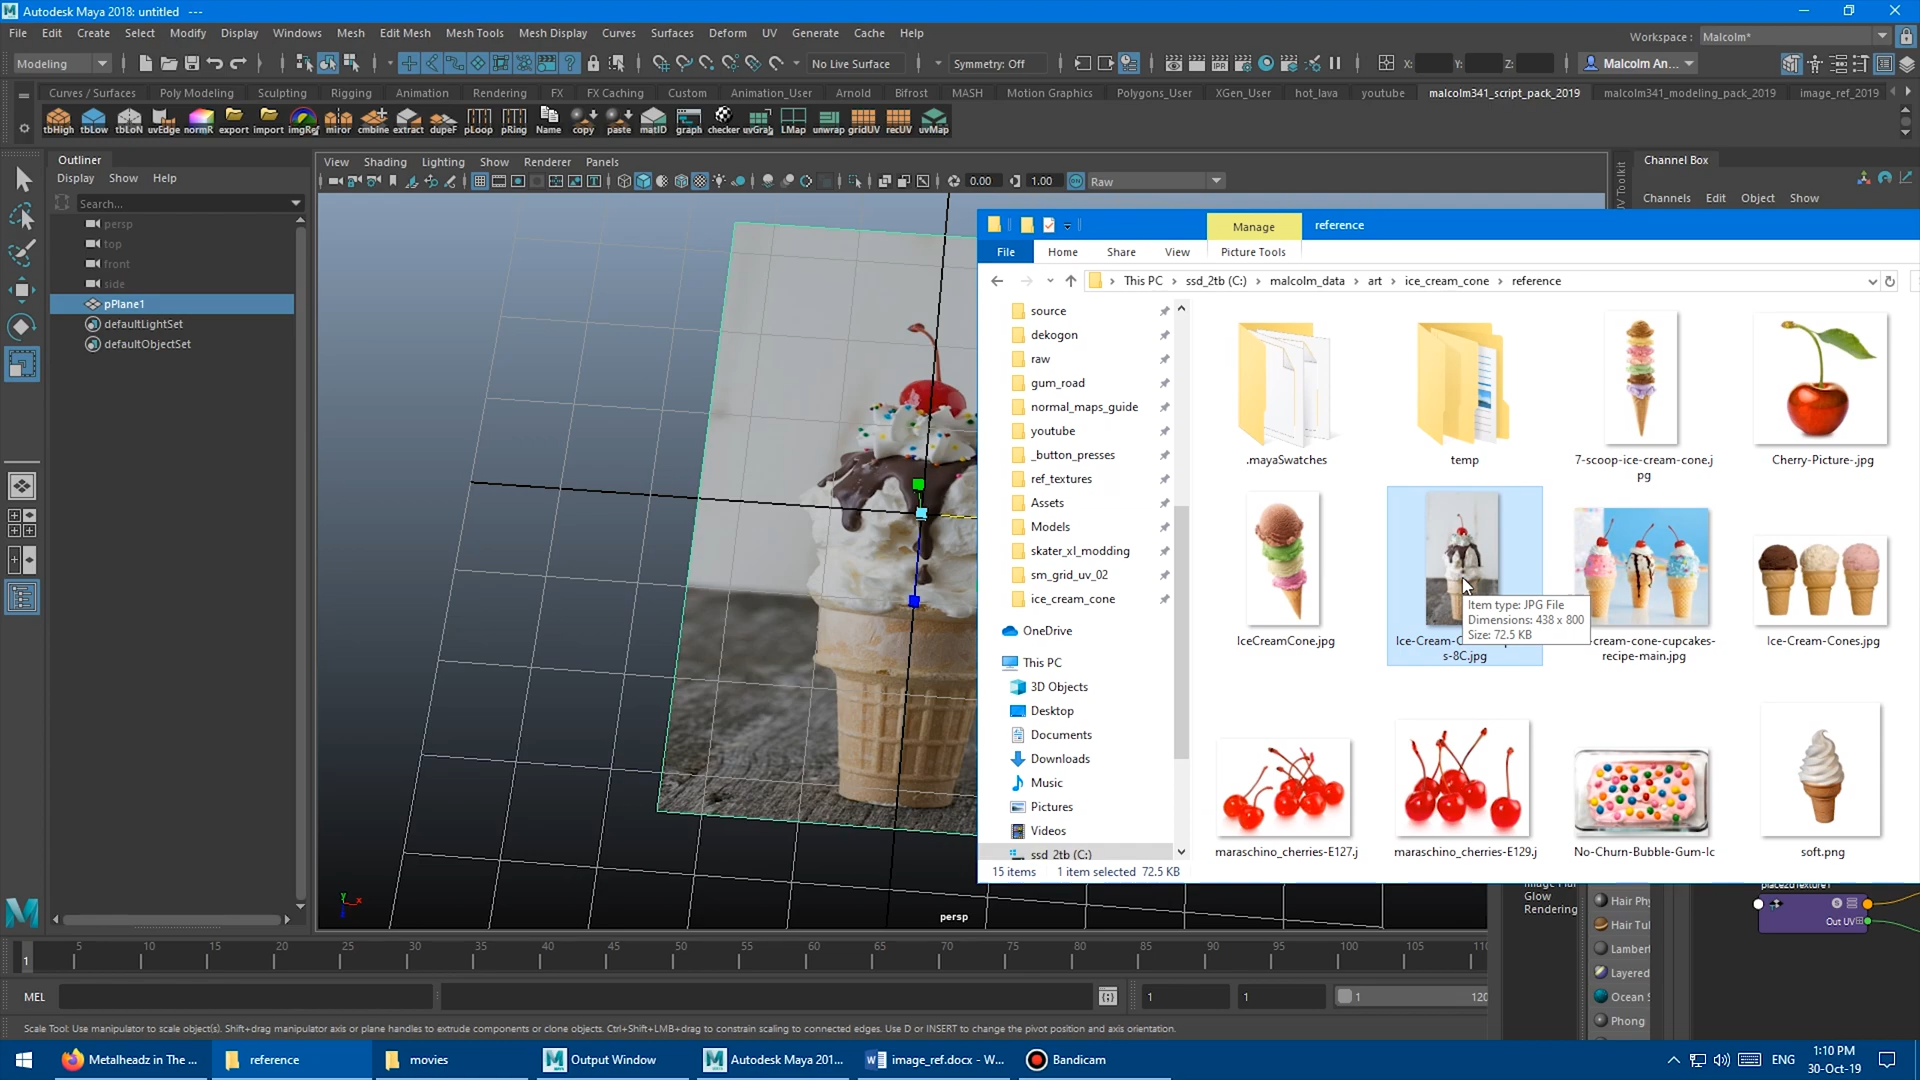 Autodesk Maya 2018: untitled   ---
File Edit Create Select Modify Display Windows Mesh Edit Mesh Mesh Tools Mesh Display Curves Surfaces Deform UV Generate Cache Help
Workspace : Malcolm*
Modeling No Live Surface Symmetry: Off X: Y: Z: Malcolm An...
Curves / Surfaces Poly Modeling Sculpting Rigging Animation Rendering FX FX Caching Custom Animation_User Arnold Bifrost MASH Motion Graphics Polygons_User XGen_User hot_lava youtube malcolm341_script_pack_2019 malcolm341_modeling_pack_2019 image_ref_2019
tbHigh tbLow tbLoN uvEdge normR export import imgRef miror cmbine extract dupeF pLoop pRing Name copy paste matID graph checker uvGraj LMap unwrap gridUV recUV uvMap
Outliner
Display Show Help
Search...
persp
top
front
side
pPlane1
defaultLightSet
defaultObjectSet
View Shading Lighting Show Renderer Panels
0.00 1.00 Raw
UV Toolkit
Channel Box
Channels Edit Object Show
Manage reference
File Home Share View Picture Tools
This PC > ssd_2tb (C:) > malcolm_data > art > ice_cream_cone > reference
source
dekogon
raw
gum_road
normal_maps_guide
youtube
_button_presses
ref_textures
Assets
Models
skater_xl_modding
sm_grid_uv_02
ice_cream_cone
OneDrive
This PC
3D Objects
Desktop
Documents
Downloads
Music
Pictures
Videos
ssd_2tb (C:)
.mayaSwatches
temp
7-scoop-ice-cream-cone.j
pg
Cherry-Picture-.jpg
IceCreamCone.jpg
Ice-Cream-C
s-8C.jpg
Item type: JPG File
Dimensions: 438 x 800
Size: 72.5 KB
cream-cone-cupcakes-
recipe-main.jpg
Ice-Cream-Cones.jpg
maraschino_cherries-E127.j
maraschino_cherries-E129.j
No-Churn-Bubble-Gum-Ic
soft.png
15 items 1 item selected 72.5 KB
persp
Glow
Rendering
Hair Phy
Hair Tul
Lamber
Layered
Ocean S
Phong
place2dTexture1
Out UV
5 10 15 20 25 30 35 40 45 50 55 60 65 70 75 80 85 90 95 100 105 11
1
MEL
1 1 1 120
Scale Tool: Use manipulator to scale object(s). Shift+drag manipulator axis or plane handles to extrude components or clone objects. Ctrl+Shift+LMB+drag to constrain scaling to connected edges. Use D or INSERT to change the pivot position and axis orientation.
Metalheadz in The ... reference movies Output Window Autodesk Maya 201... image_ref.docx - W... Bandicam
ENG
1:10 PM
30-Oct-19